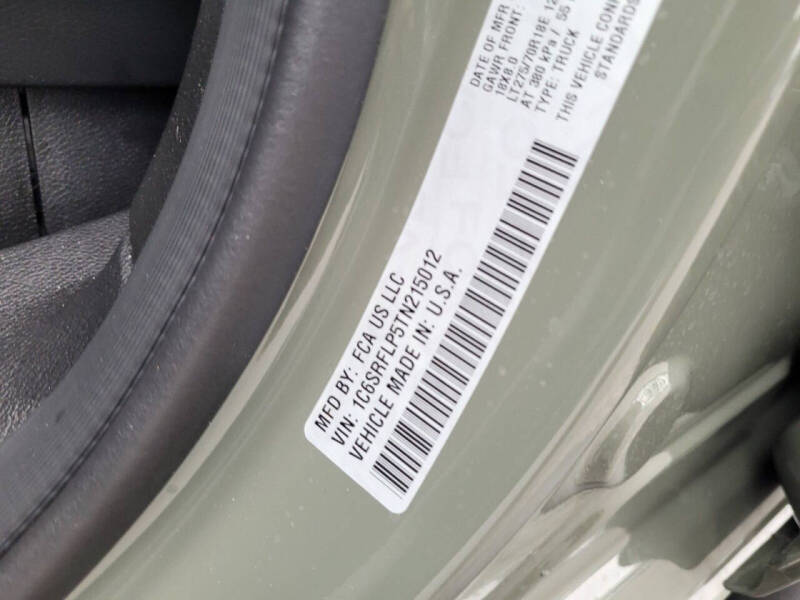 MFD BY: FCA US LLC
VIN: 1C6SRFLP5TN215012
VEHICLE MADE IN: U.S.A.
DATE OF MFR
GAWR FRONT:
18X8.0
LT275/70R18E
AT 380 kPa / 55
TYPE: TRUCK
THIS VEHICLE
STANDARDS